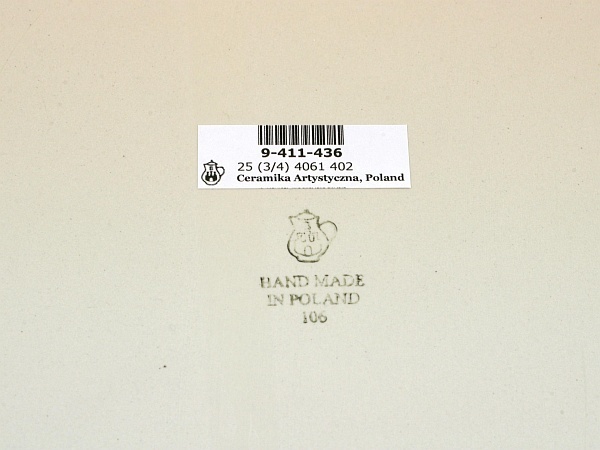 9-411-436
25 (3/4) 4061 402
Ceramika Artystyczna, Poland
HAND MADE
IN POLAND
106